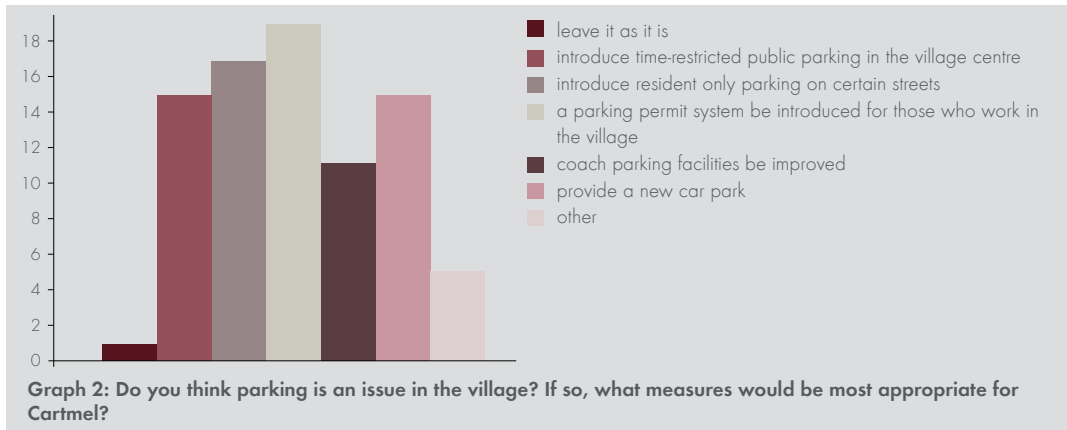 18
16
14
12
10
8
6
4
2
0
leave it as it is
introduce time-restricted public parking in the village centre
introduce resident only parking on certain streets
a parking permit system be introduced for those who work in
the village
coach parking facilities be improved
provide a new car park
other
Graph 2: Do you think parking is an issue in the village? If so, what measures would be most appropriate for
Cartmel?